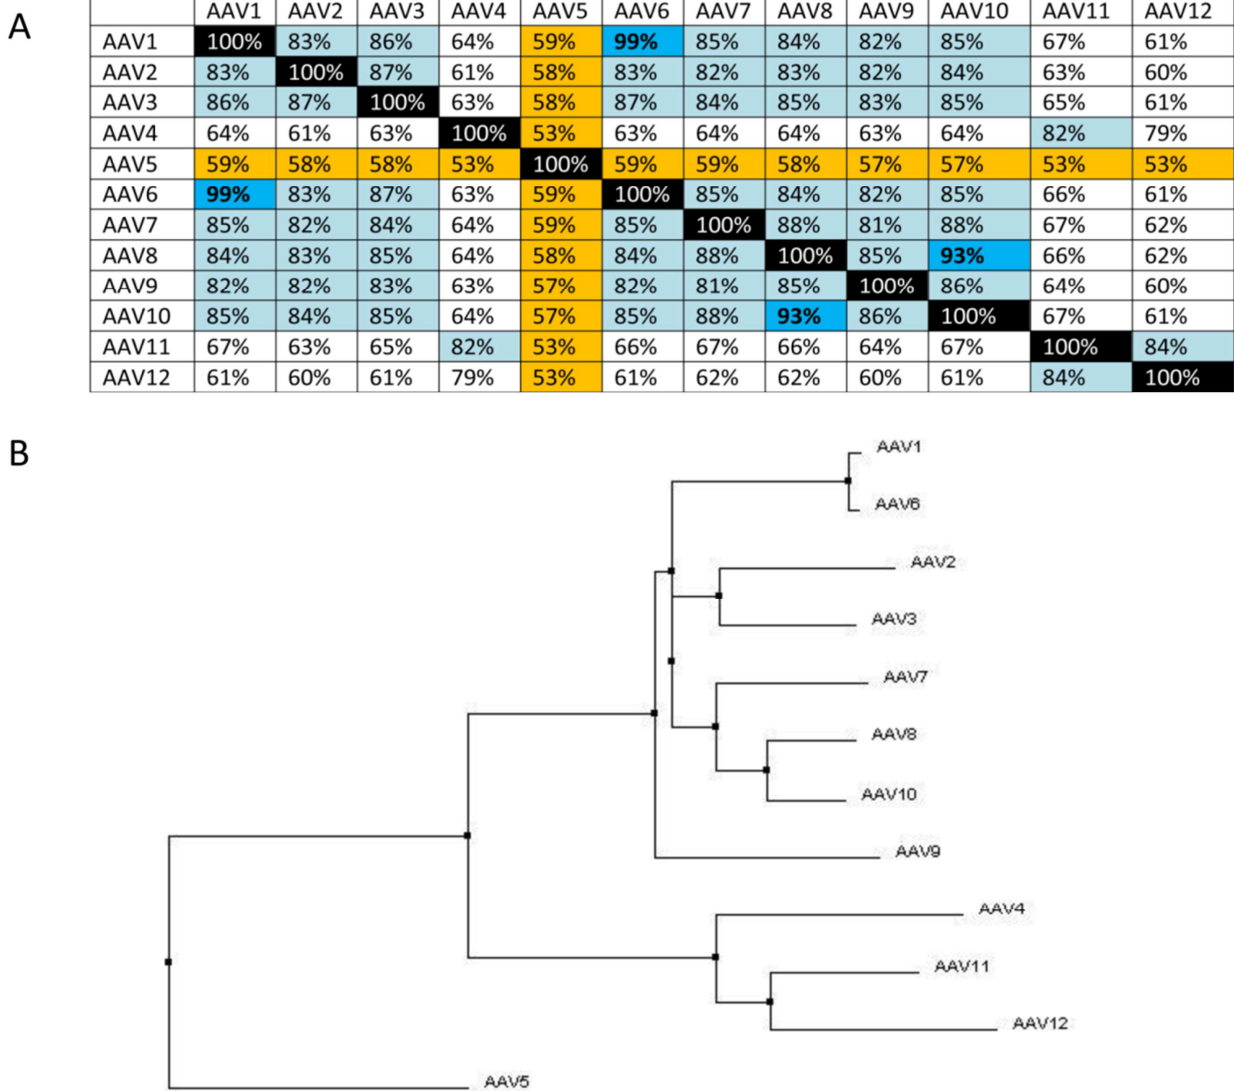 A
AAV1 AAV2 AAV3 AAV4 AAV5 AAV6 AAV7 AAV8 AAV9 AAV10 AAV11 AAV12
AAV1 100% 83% 86% 64% 59% 99% 85% 84% 82% 85% 67% 61%
AAV2 83% 100% 87% 61% 58% 83% 82% 83% 82% 84% 63% 60%
AAV3 86% 87% 100% 63% 58% 87% 84% 85% 83% 85% 65% 61%
AAV4 64% 61% 63% 100% 53% 63% 64% 64% 63% 64% 82% 79%
AAV5 59% 58% 58% 53% 100% 59% 59% 58% 57% 57% 53% 53%
AAV6 99% 83% 87% 63% 59% 100% 85% 84% 82% 85% 66% 61%
AAV7 85% 82% 84% 64% 59% 85% 100% 88% 81% 88% 67% 62%
AAV8 84% 83% 85% 64% 58% 84% 88% 100% 85% 93% 66% 62%
AAV9 82% 82% 83% 63% 57% 82% 81% 85% 100% 86% 64% 60%
AAV10 85% 84% 85% 64% 57% 85% 88% 93% 86% 100% 67% 61%
AAV11 67% 63% 65% 82% 53% 66% 67% 66% 64% 67% 100% 84%
AAV12 61% 60% 61% 79% 53% 61% 62% 62% 60% 61% 84% 100%
B
AAV1
AAV6
AAV2
AAV3
AAV7
AAV8
AAV10
AAV9
AAV4
AAV11
AAV12
AAV5